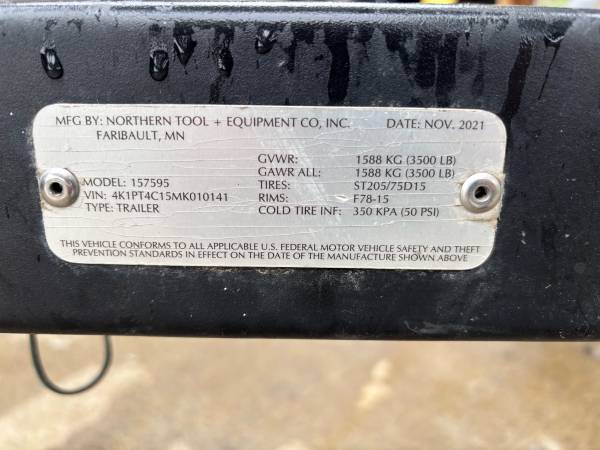 MFG BY: NORTHERN TOOL + EQUIPMENT CO, INC. DATE: NOV. 2021
FARIBAULT, MN
GVWR: 1588 KG (3500 LB)
GAWR ALL: 1588 KG (3500 LB)
MODEL: 157595 TIRES: ST205/75D15
VIN: 4K1PT4C15MK010141 RIMS: F78-15
TYPE: TRAILER COLD TIRE INF: 350 KPA (50 PSI)
THIS VEHICLE CONFORMS TO ALL APPLICABLE U.S. FEDERAL MOTOR VEHICLE SAFETY AND THEFT
PREVENTION STANDARDS IN EFFECT ON THE DATE OF THE MANUFACTURE SHOWN ABOVE